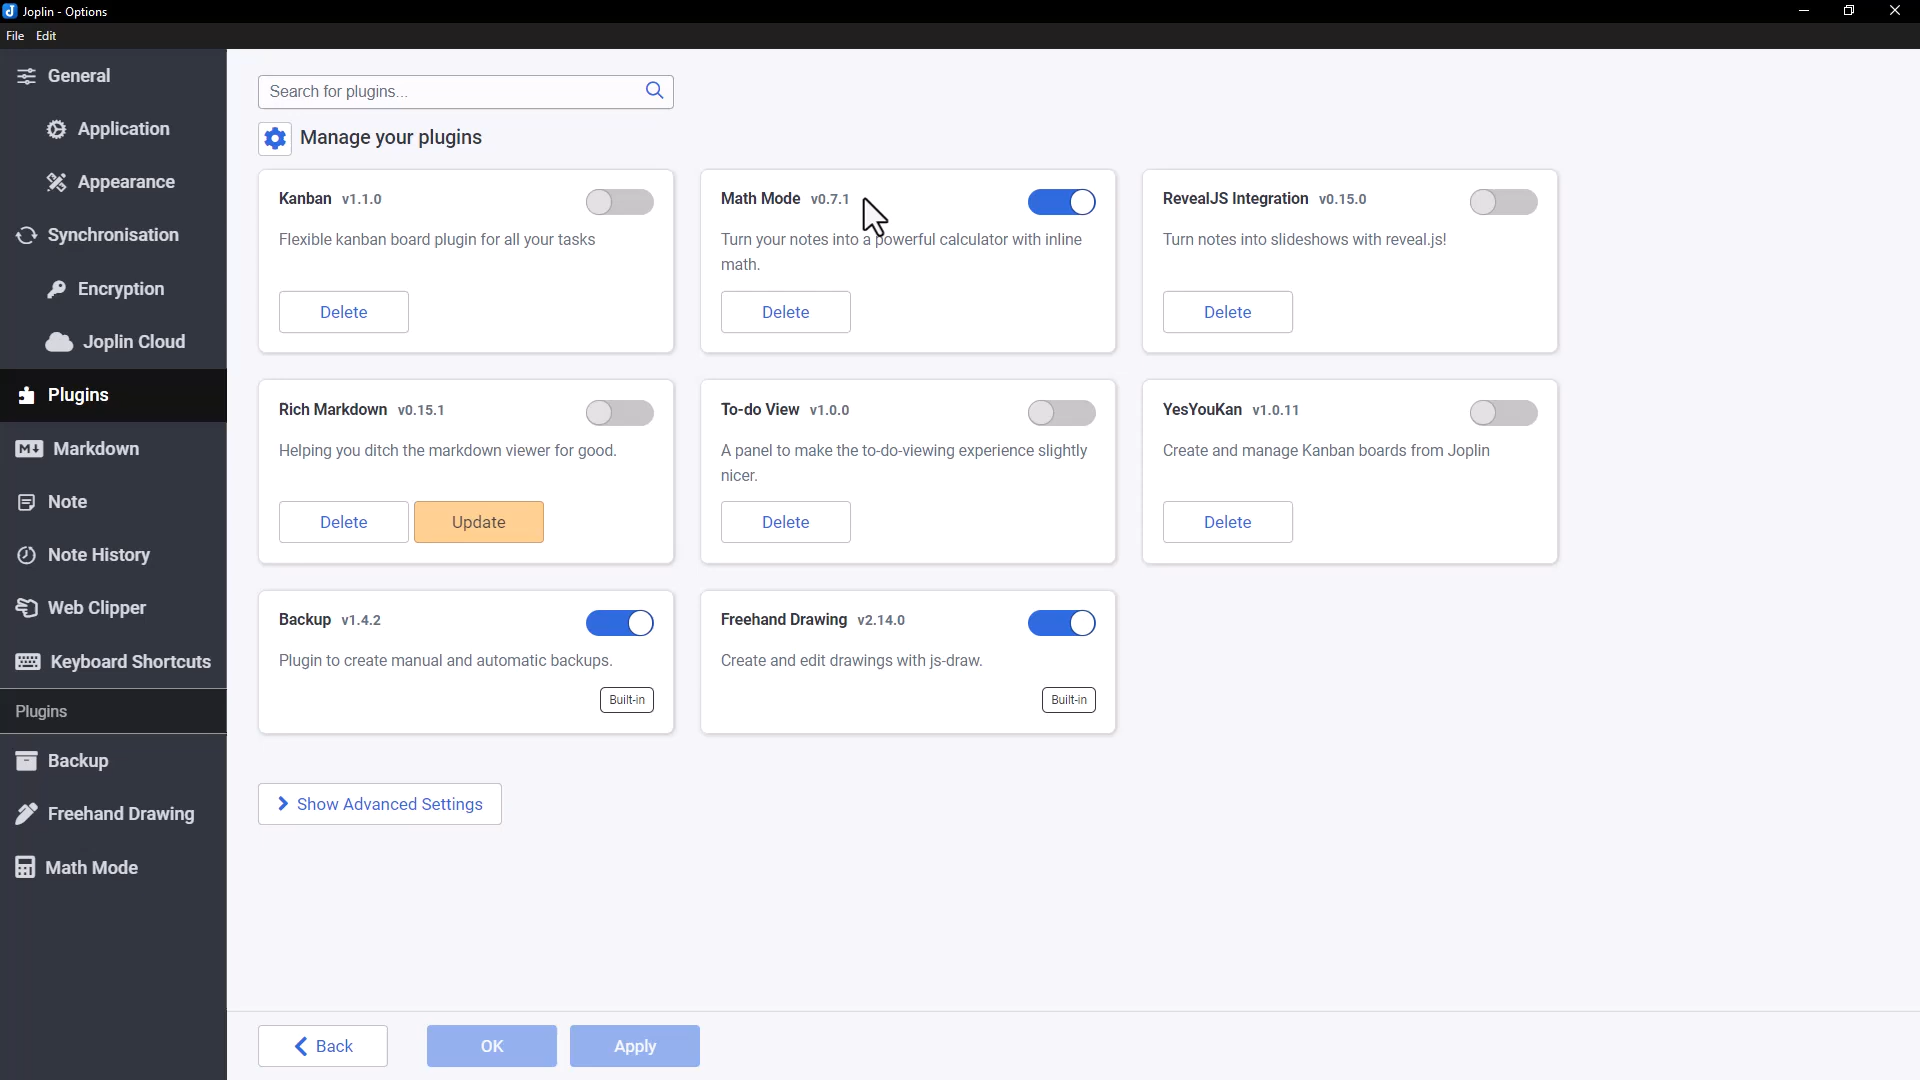 Joplin - Options
File Edit
General
Application
Appearance
Synchronisation
Encryption
Joplin Cloud
Plugins
Markdown
Note
Note History
Web Clipper
Keyboard Shortcuts
Plugins
Backup
Freehand Drawing
Math Mode
Search for plugins...
Manage your plugins
Kanban v1.1.0
Flexible kanban board plugin for all your tasks
Delete
Math Mode v0.7.1
Turn your notes into a powerful calculator with inline
math.
Delete
RevealJS Integration v0.15.0
Turn notes into slideshows with reveal.js!
Delete
Rich Markdown v0.15.1
Helping you ditch the markdown viewer for good.
Delete Update
To-do View v1.0.0
A panel to make the to-do-viewing experience slightly
nicer.
Delete
YesYouKan v1.0.11
Create and manage Kanban boards from Joplin
Delete
Backup v1.4.2
Plugin to create manual and automatic backups.
Built-in
Freehand Drawing v2.14.0
Create and edit drawings with js-draw.
Built-in
Show Advanced Settings
Back OK Apply